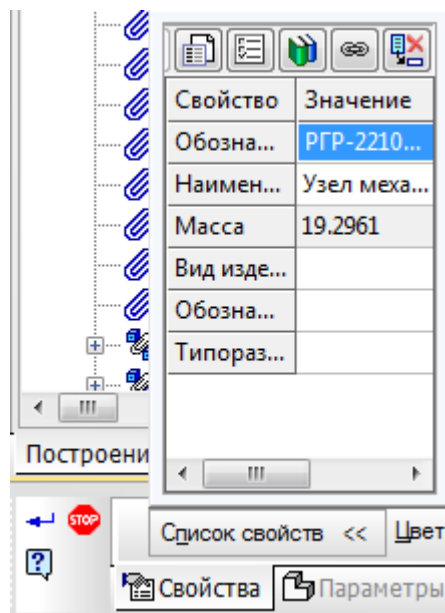 Свойство Значение
Обозна... РГР-2210...
Наимен... Узел меха...
Масса 19.2961
Вид изде...
Обозна...
Типораз...
Построени
STOP
Список свойств << Цвет
Свойства Параметры